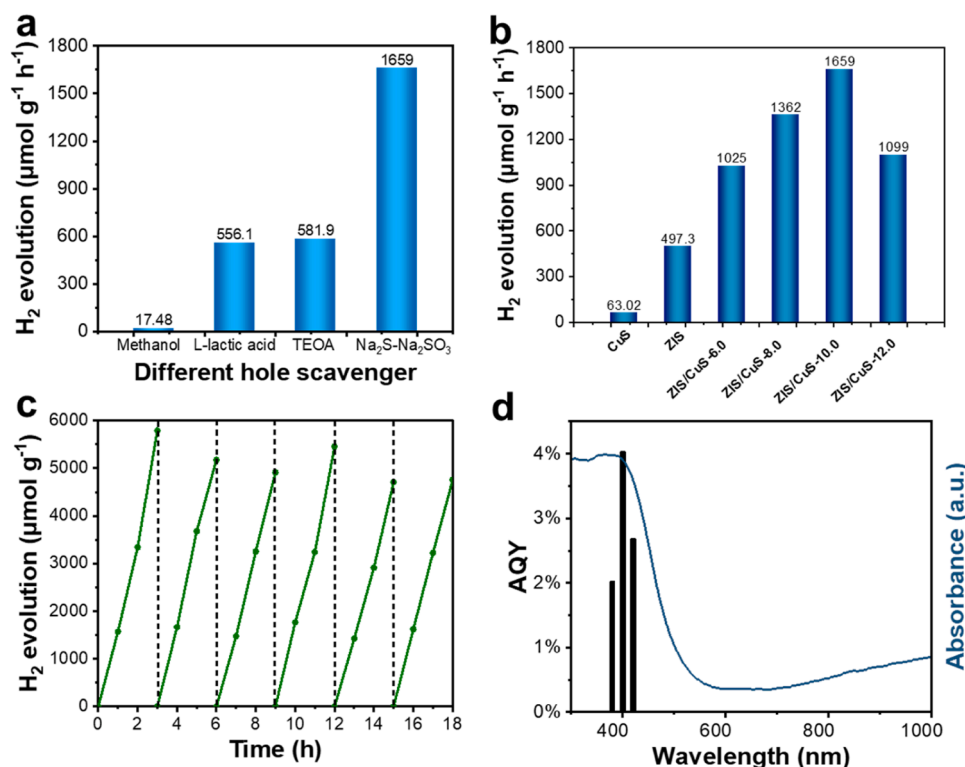 a
H₂ evolution (μmol g⁻¹ h⁻¹)
1800
1500
1200
900
600
300
0
17.48
556.1
581.9
1659
Methanol
L-lactic acid
TEOA
Na₂S-Na₂SO₃
Different hole scavenger
b
H₂ evolution (μmol g⁻¹ h⁻¹)
1800
1500
1200
900
600
300
0
63.02
497.3
1025
1362
1659
1099
CuS
ZIS
ZIS/CuS-6.0
ZIS/CuS-8.0
ZIS/CuS-10.0
ZIS/CuS-12.0
c
H₂ evolution (μmol g⁻¹)
6000
5000
4000
3000
2000
1000
0
0 2 4 6 8 10 12 14 16 18
Time (h)
d
AQY
4%
3%
2%
1%
0%
400 600 800 1000
Wavelength (nm)
Absorbance (a.u.)